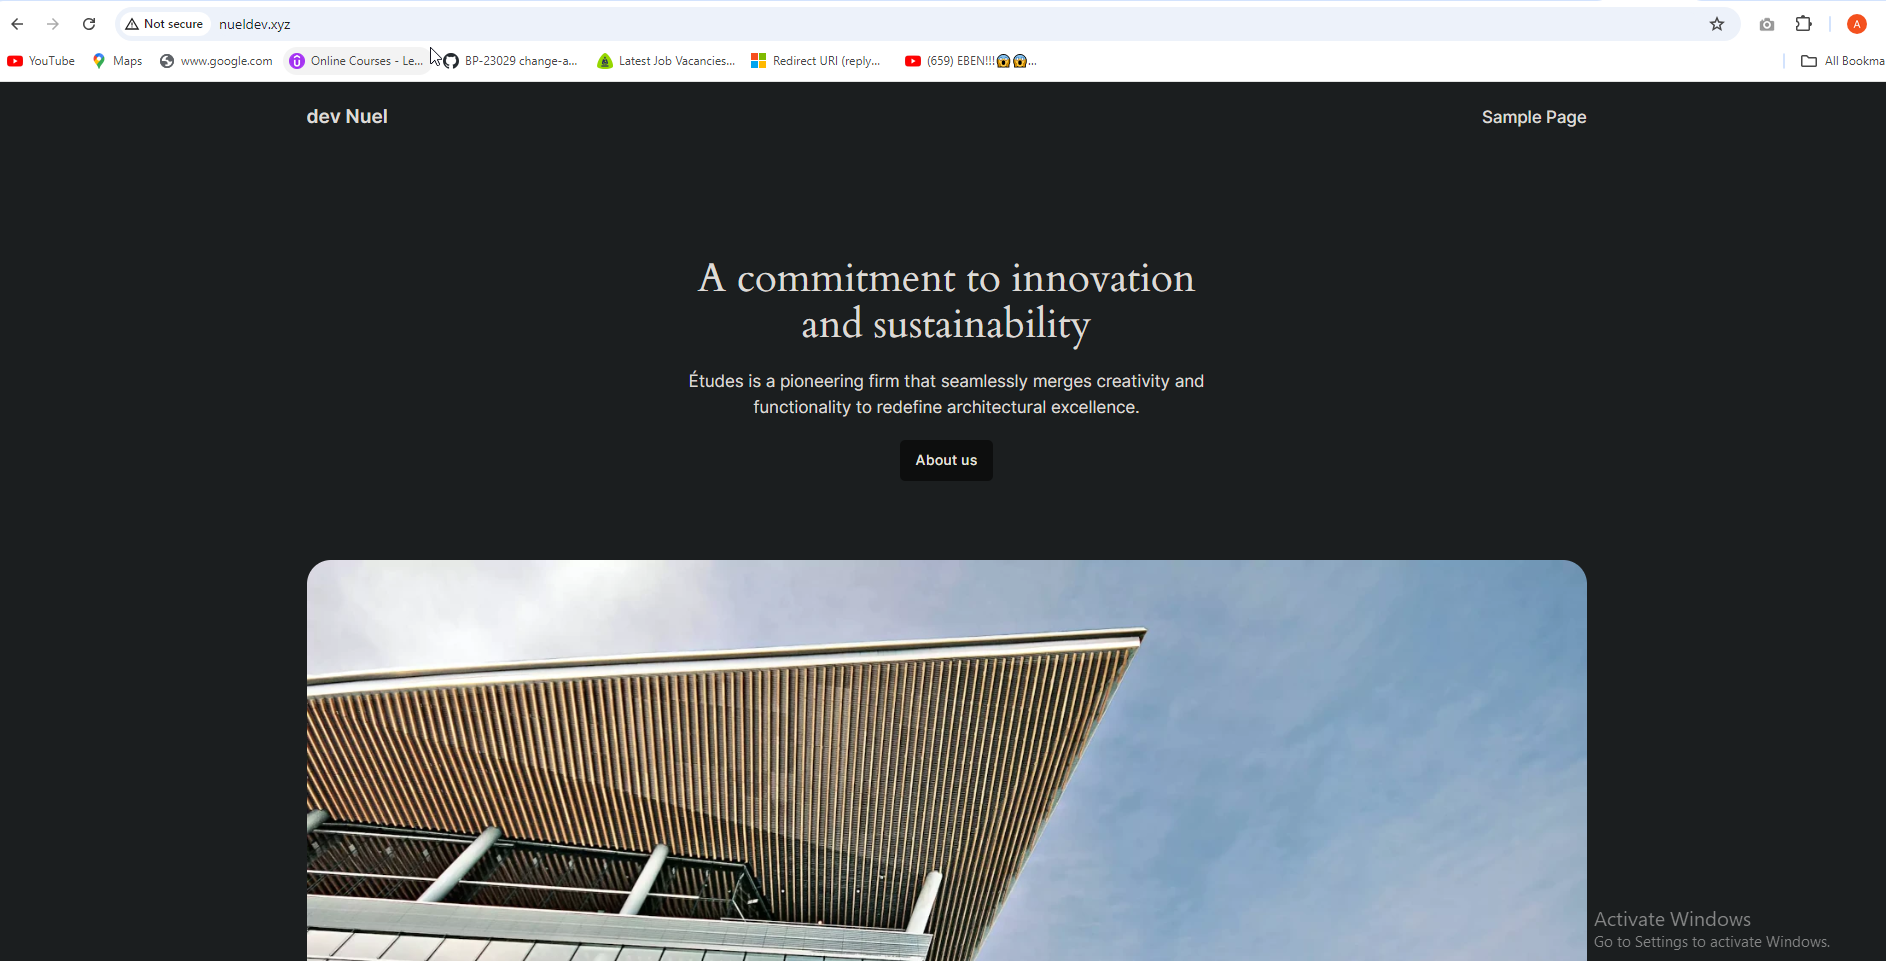 Not secure
nueldev.xyz
YouTube
Maps
www.google.com
Online Courses - Le...
BP-23029 change-a...
Latest Job Vacancies...
Redirect URI (reply...
(659) EBEN!!!😱😱...
All Bookma
A
dev Nuel
Sample Page
A commitment to innovation
and sustainability
Études is a pioneering firm that seamlessly merges creativity and
functionality to redefine architectural excellence.
About us
Activate Windows
Go to Settings to activate Windows.